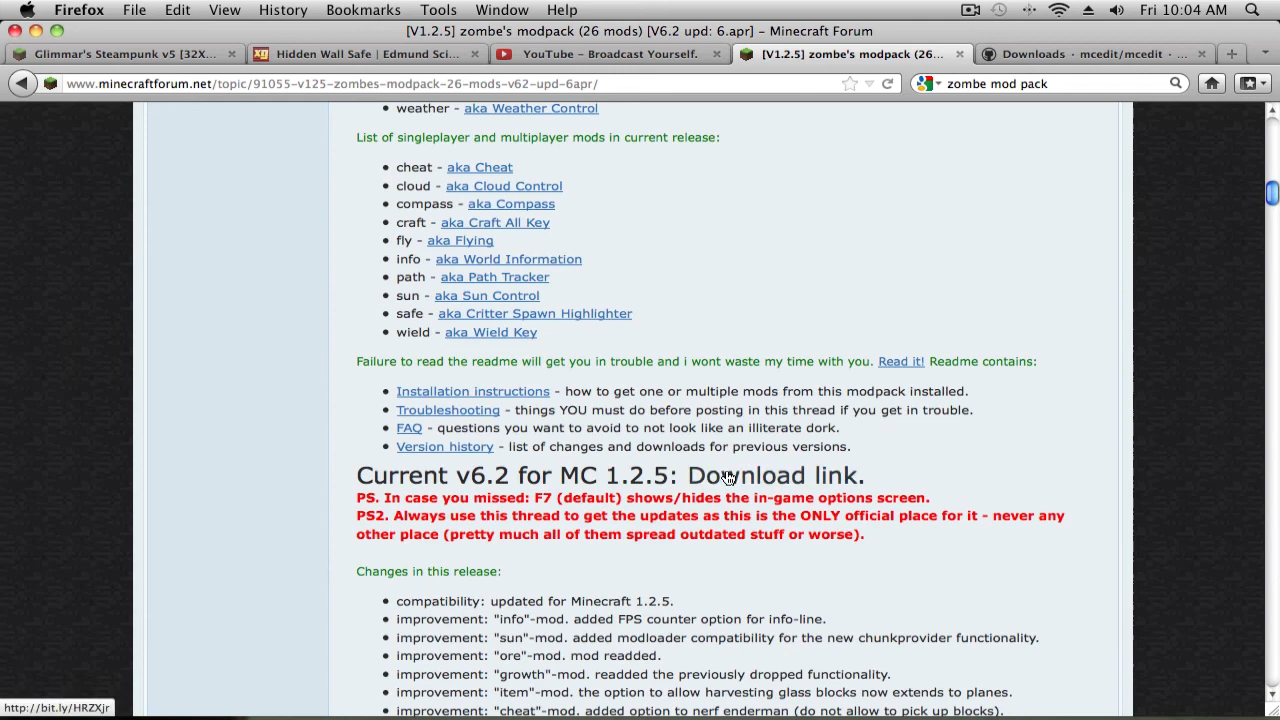 Firefox File Edit View History Bookmarks Tools Window Help Fri 10:04 AM
[V1.2.5] zombe's modpack (26 mods) [V6.2 upd: 6.apr] - Minecraft Forum
Glimmar's Steampunk v5 [32X... Hidden Wall Safe | Edmund Sci... YouTube - Broadcast Yourself. [V1.2.5] zombe's modpack (26... Downloads · mcedit/mcedit · ...
www.minecraftforum.net/topic/91055-v125-zombes-modpack-26-mods-v62-upd-6apr/ zombe mod pack
weather - aka Weather Control
List of singleplayer and multiplayer mods in current release:
cheat - aka Cheat
cloud - aka Cloud Control
compass - aka Compass
craft - aka Craft All Key
fly - aka Flying
info - aka World Information
path - aka Path Tracker
sun - aka Sun Control
safe - aka Critter Spawn Highlighter
wield - aka Wield Key
Failure to read the readme will get you in trouble and i wont waste my time with you. Read it! Readme contains:
Installation instructions - how to get one or multiple mods from this modpack installed.
Troubleshooting - things YOU must do before posting in this thread if you get in trouble.
FAQ - questions you want to avoid to not look like an illiterate dork.
Version history - list of changes and downloads for previous versions.
Current v6.2 for MC 1.2.5: Download link.
PS. In case you missed: F7 (default) shows/hides the in-game options screen.
PS2. Always use this thread to get the updates as this is the ONLY official place for it - never any
other place (pretty much all of them spread outdated stuff or worse).
Changes in this release:
compatibility: updated for Minecraft 1.2.5.
improvement: "info"-mod. added FPS counter option for info-line.
improvement: "sun"-mod. added modloader compatibility for the new chunkprovider functionality.
improvement: "ore"-mod. mod readded.
improvement: "growth"-mod. readded the previously dropped functionality.
improvement: "item"-mod. the option to allow harvesting glass blocks now extends to planes.
improvement: "cheat"-mod. added option to nerf enderman (do not allow to pick up blocks).
http://bit.ly/HRZXjr